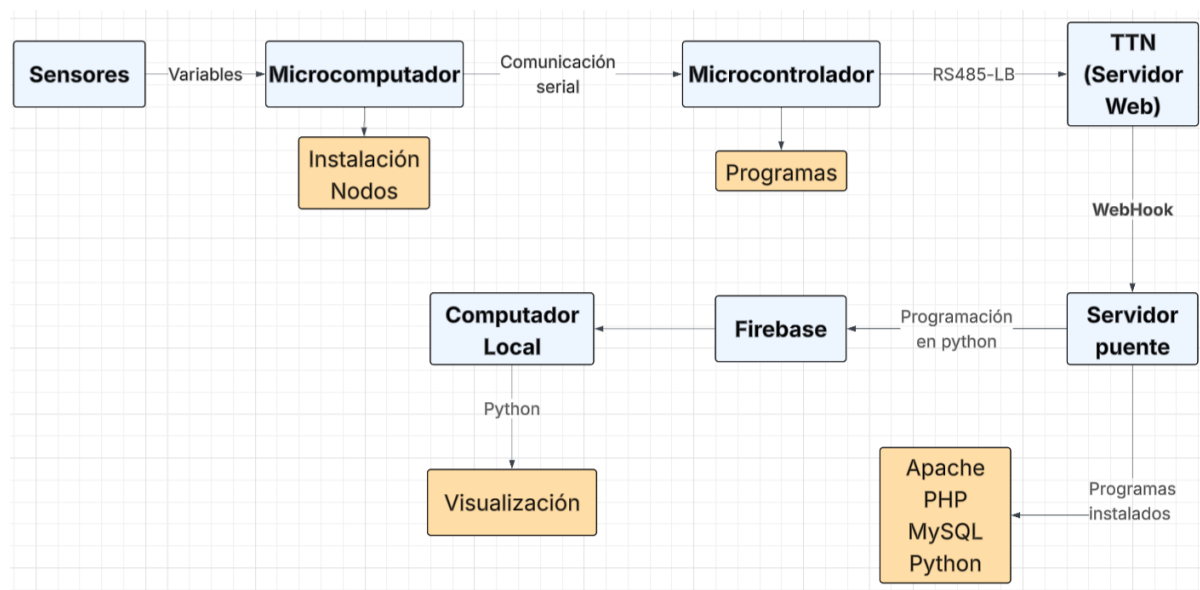 Sensores
Variables
Microcomputador
Comunicación
serial
Microcontrolador
RS485-LB
TTN
(Servidor
Web)
Instalación
Nodos
Programas
WebHook
Computador
Local
Firebase
Programación
en python
Servidor
puente
Python
Visualización
Apache
PHP
MySQL
Python
Programas
instalados